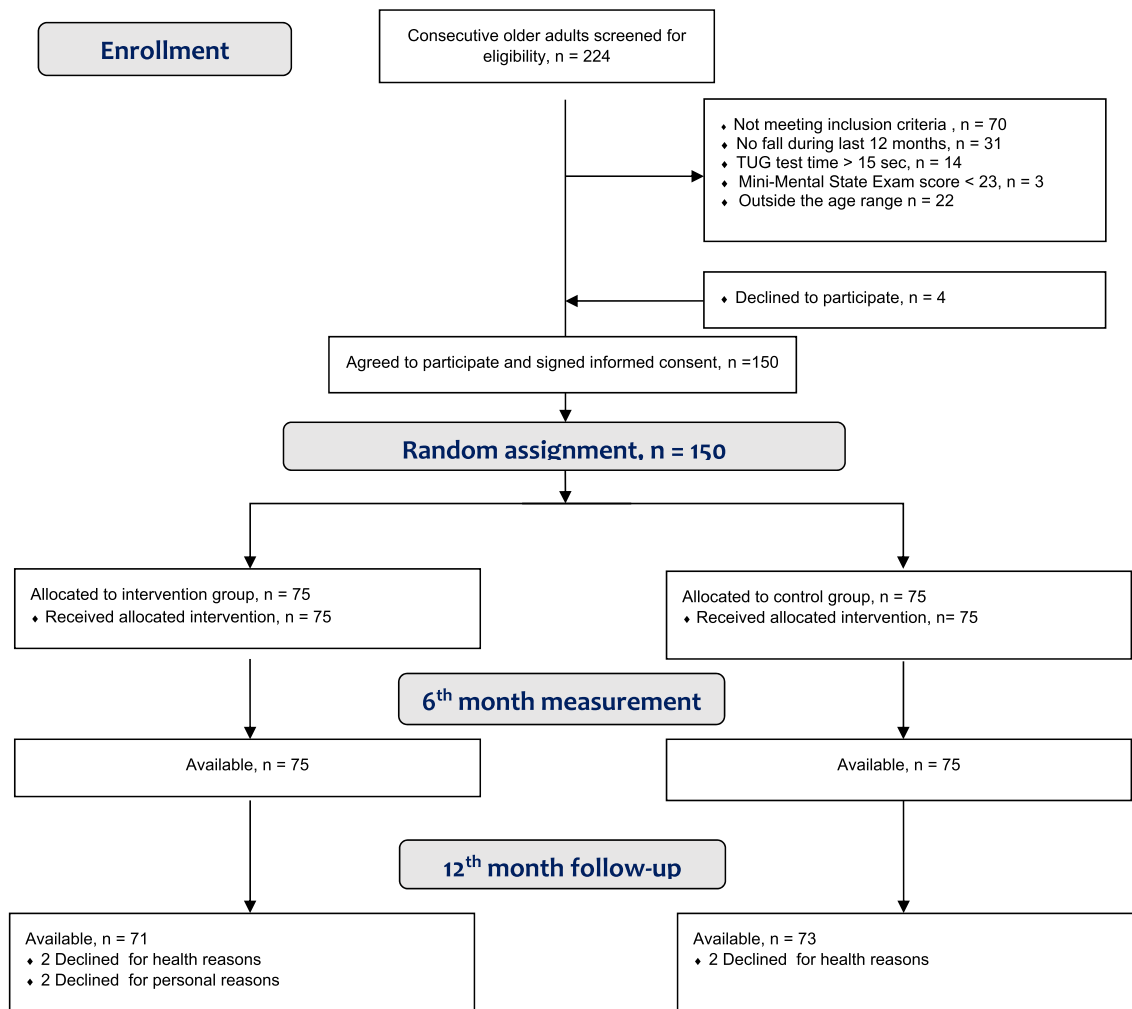 Enrollment
Consecutive older adults screened for
eligibility, n = 224
⬧ Not meeting inclusion criteria , n = 70
⬧ No fall during last 12 months, n = 31
⬧ TUG test time > 15 sec, n = 14
⬧ Mini-Mental State Exam score < 23, n = 3
⬧ Outside the age range n = 22
⬧ Declined to participate, n = 4
Agreed to participate and signed informed consent, n =150
Random assignment, n = 150
Allocated to intervention group, n = 75
⬧ Received allocated intervention, n = 75
Allocated to control group, n = 75
⬧ Received allocated intervention, n= 75
6th month measurement
Available, n = 75
Available, n = 75
12th month follow-up
Available, n = 71
⬧ 2 Declined for health reasons
⬧ 2 Declined for personal reasons
Available, n = 73
⬧ 2 Declined for health reasons